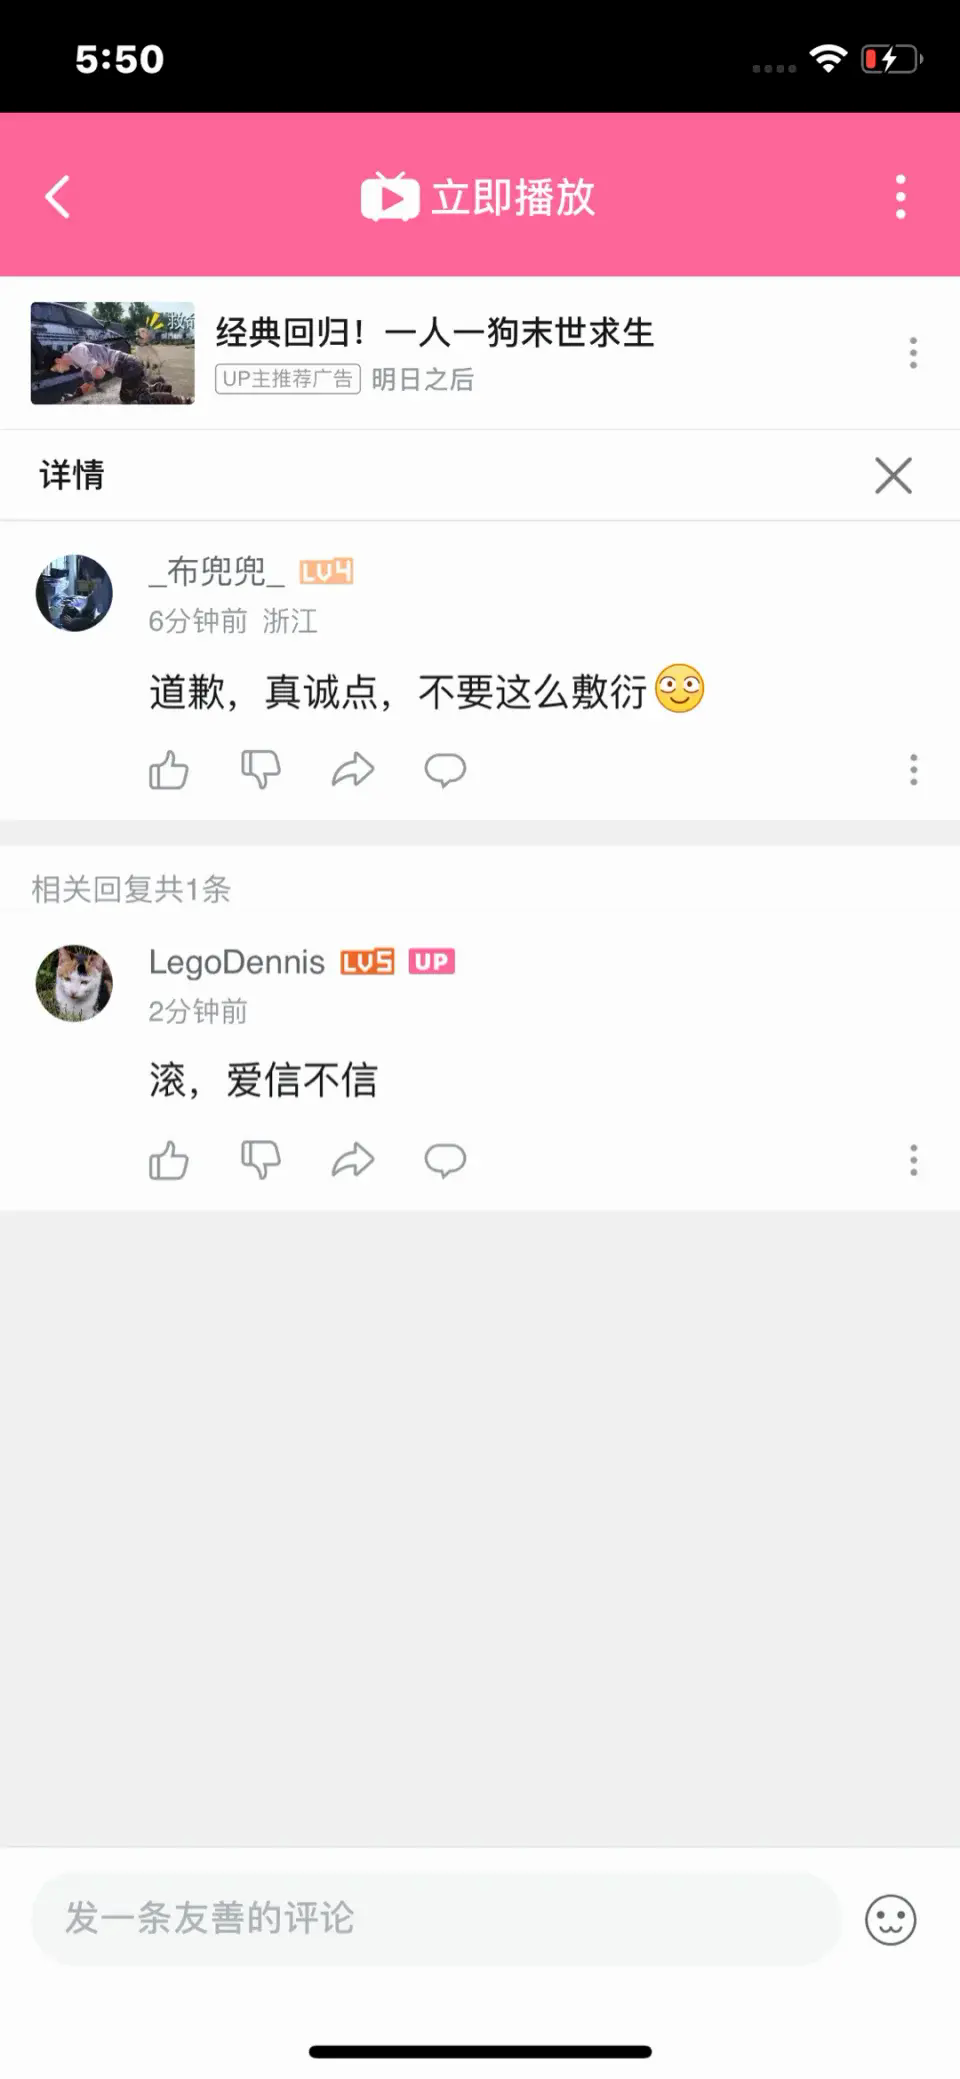 5:50
立即播放
救命
经典回归！一人一狗末世求生
UP主推荐广告 明日之后
详情
_布兜兜_ LV4
6分钟前 浙江
道歉，真诚点，不要这么敷衍
相关回复共1条
LegoDennis LV5 UP
2分钟前
滚，爱信不信
发一条友善的评论